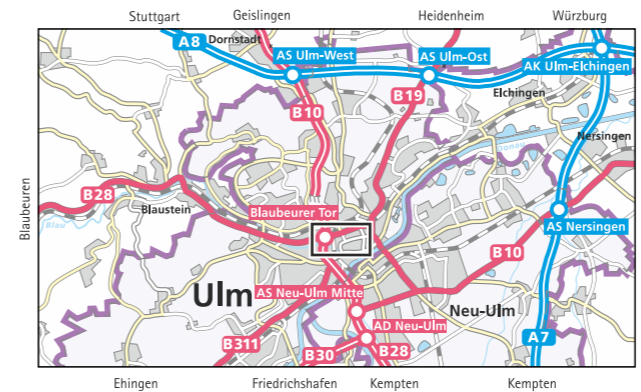 Stuttgart
Geislingen
Heidenheim
Würzburg
A8
Dornstadt
AS Ulm-West
AS Ulm-Ost
AK Ulm-Elchingen
B10
B19
Elchingen
Donau
Nersingen
Blaubeuren
B28
Blau
Blaustein
Blaubeurer Tor
AS Nersingen
B10
Ulm
AS Neu-Ulm Mitte
Neu-Ulm
AD Neu-Ulm
B311
B30
B28
A7
Ehingen
Friedrichshafen
Kempten
Kempten